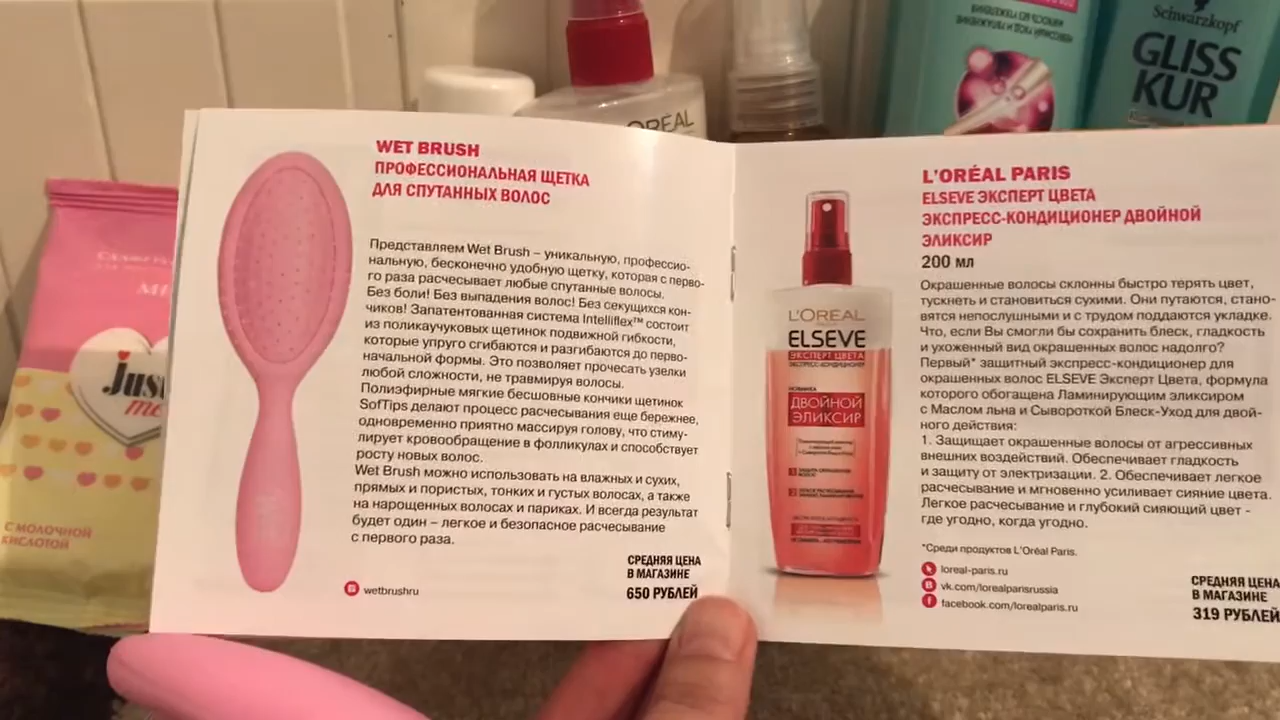 Schwarzkopf
GLISS
KUR
L'ORÉAL
Just
me
С МОЛОЧНОЙ
КИСЛОТОЙ
WET BRUSH
ПРОФЕССИОНАЛЬНАЯ ЩЕТКА
ДЛЯ СПУТАННЫХ ВОЛОС
Представляем Wet Brush – уникальную, профессио-
нальную, бесконечно удобную щетку, которая с перво-
го раза расчесывает любые спутанные волосы.
Без боли! Без выпадения волос! Без секущихся кон-
чиков! Запатентованная система Intelliflex™ состоит
из поликаучуковых щетинок подвижной гибкости,
которые упруго сгибаются и разгибаются до перво-
начальной формы. Это позволяет прочесать узелки
любой сложности, не травмируя волосы.
Полиэфирные мягкие бесшовные кончики щетинок
SofTips делают процесс расчесывания еще бережнее,
одновременно приятно массируя голову, что стиму-
лирует кровообращение в фолликулах и способствует
росту новых волос.
Wet Brush можно использовать на влажных и сухих,
прямых и пористых, тонких и густых волосах, а также
на нарощенных волосах и париках. И всегда результат
будет один – легкое и безопасное расчесывание
с первого раза.
wetbrushru
СРЕДНЯЯ ЦЕНА
В МАГАЗИНЕ
650 РУБЛЕЙ
L'ORÉAL
ELSEVE
ЭКСПЕРТ ЦВЕТА
ЭКСПРЕСС-КОНДИЦИОНЕР
НОВИНКА
ДВОЙНОЙ
ЭЛИКСИР
L'ORÉAL PARIS
ELSEVE ЭКСПЕРТ ЦВЕТА
ЭКСПРЕСС-КОНДИЦИОНЕР ДВОЙНОЙ
ЭЛИКСИР
200 мл
Окрашенные волосы склонны быстро терять цвет,
тускнеть и становиться сухими. Они путаются, стано-
вятся непослушными и с трудом поддаются укладке.
Что, если Вы смогли бы сохранить блеск, гладкость
и ухоженный вид окрашенных волос надолго?
Первый* защитный экспресс-кондиционер для
окрашенных волос ELSEVE Эксперт Цвета, формула
которого обогащена Ламинирующим эликсиром
с Маслом льна и Сывороткой Блеск-Уход для двой-
ного действия:
1. Защищает окрашенные волосы от агрессивных
внешних воздействий. Обеспечивает гладкость
и защиту от электризации. 2. Обеспечивает легкое
расчесывание и мгновенно усиливает сияние цвета.
Легкое расчесывание и глубокий сияющий цвет -
где угодно, когда угодно.
*Среди продуктов L'Oréal Paris.
loreal-paris.ru
vk.com/lorealparisrussia
facebook.com/lorealparis.ru
СРЕДНЯЯ ЦЕНА
В МАГАЗИНЕ
319 РУБЛЕЙ